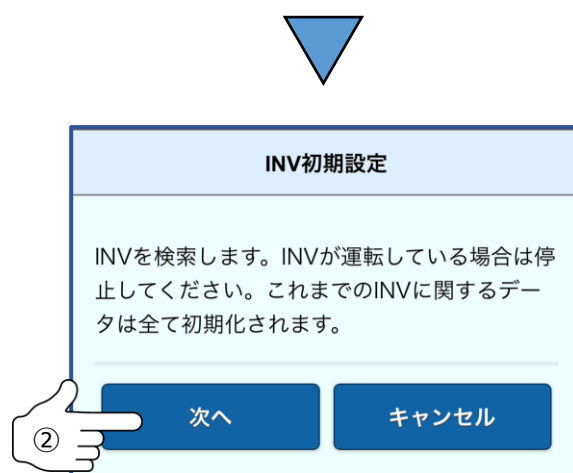 INV初期設定
INVを検索します。INVが運転している場合は停
止してください。これまでのINVに関するデー
タは全て初期化されます。
② 次へ キャンセル